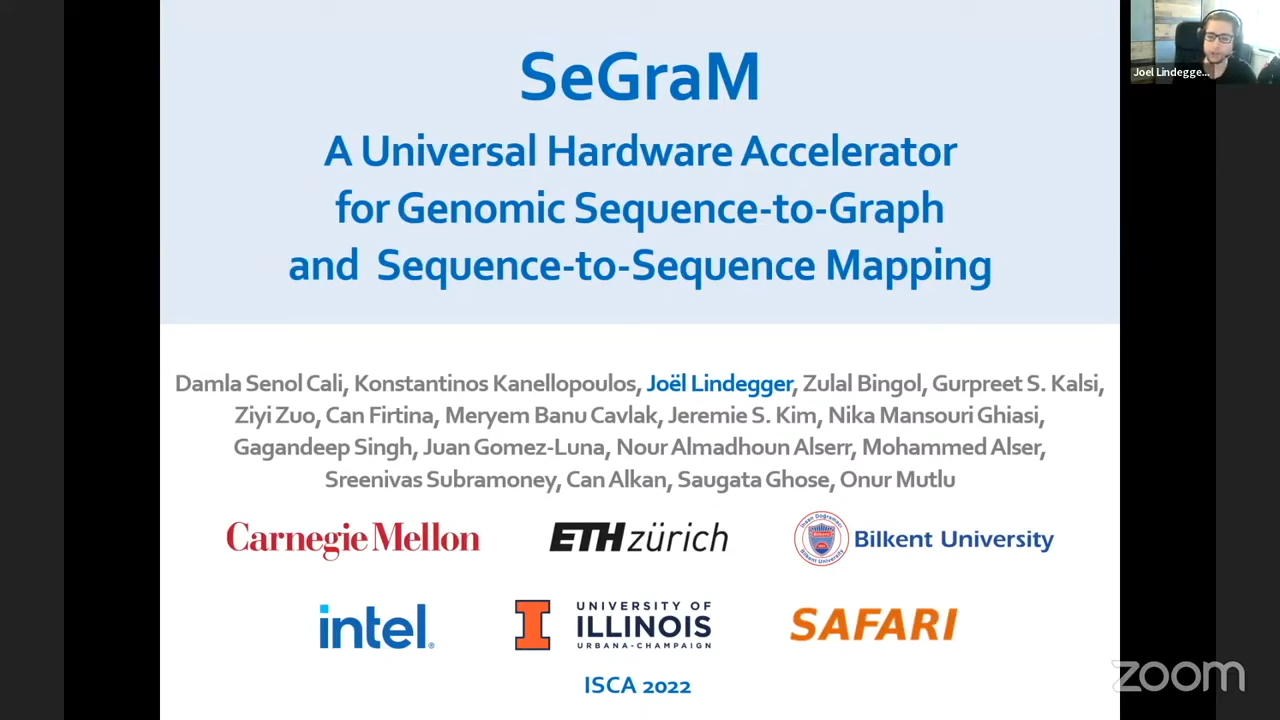 SeGraM
A Universal Hardware Accelerator
for Genomic Sequence-to-Graph
and Sequence-to-Sequence Mapping
Joel Lindegge...
Damla Senol Cali, Konstantinos Kanellopoulos, Joël Lindegger, Zulal Bingol, Gurpreet S. Kalsi,
Ziyi Zuo, Can Firtina, Meryem Banu Cavlak, Jeremie S. Kim, Nika Mansouri Ghiasi,
Gagandeep Singh, Juan Gomez-Luna, Nour Almadhoun Alserr, Mohammed Alser,
Sreenivas Subramoney, Can Alkan, Saugata Ghose, Onur Mutlu
Carnegie Mellon
ETH zürich
Bilkent University
intel®
UNIVERSITY OF
ILLINOIS
URBANA-CHAMPAIGN
SAFARI
ISCA 2022
zoom